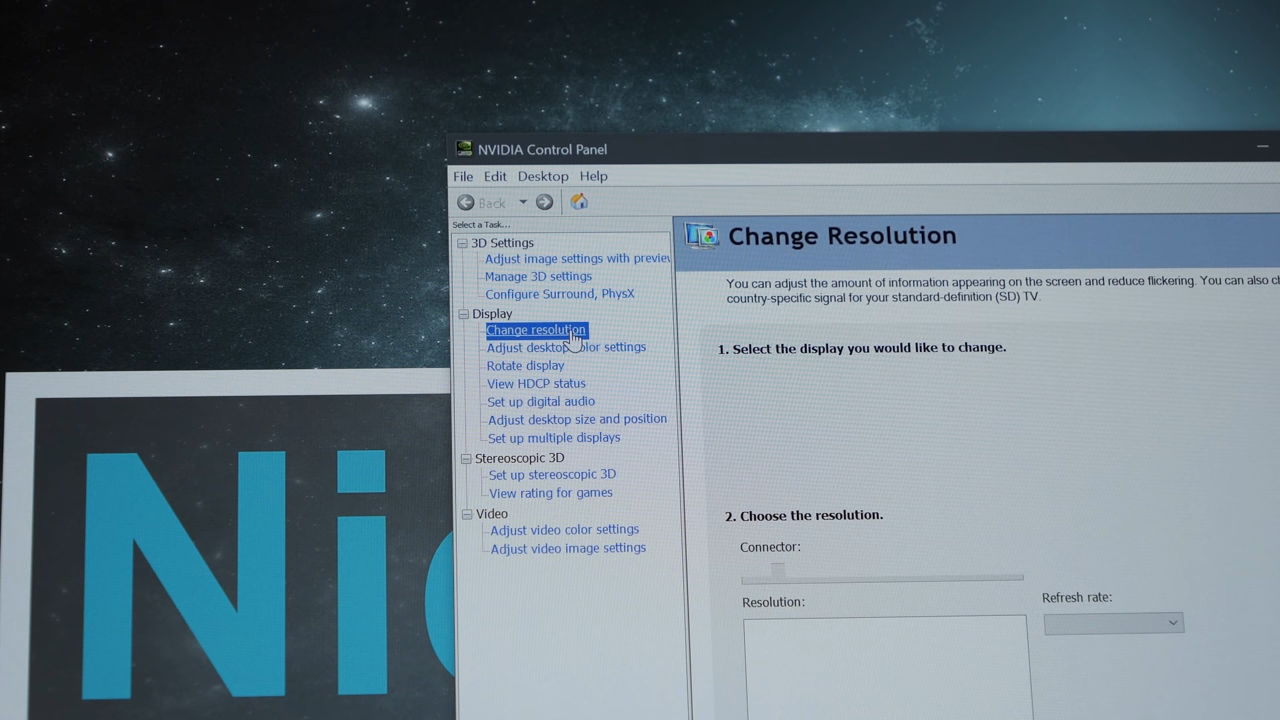 NVIDIA Control Panel
File Edit Desktop Help
Back
Select a Task...
3D Settings
Adjust image settings with preview
Manage 3D settings
Configure Surround, PhysX
Display
Change resolution
Adjust desktop color settings
Rotate display
View HDCP status
Set up digital audio
Adjust desktop size and position
Set up multiple displays
Stereoscopic 3D
Set up stereoscopic 3D
View rating for games
Video
Adjust video color settings
Adjust video image settings
Change Resolution
You can adjust the amount of information appearing on the screen and reduce flickering. You can also
country-specific signal for your standard-definition (SD) TV.
1. Select the display you would like to change.
2. Choose the resolution.
Connector:
Resolution:
Refresh rate:
Ni